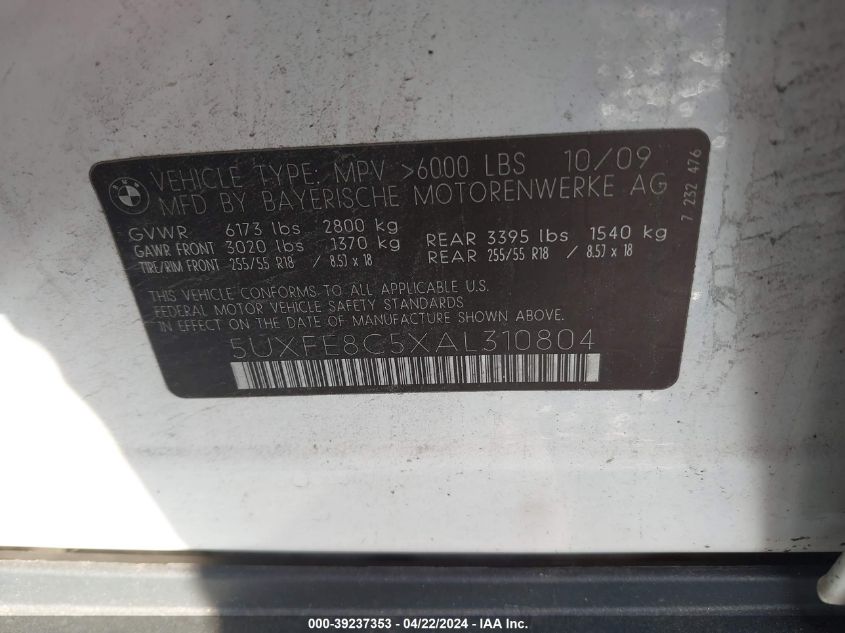 BMW
VEHICLE TYPE: MPV >6000 LBS 10/09
MFD BY BAYERISCHE MOTORENWERKE AG
GVWR 6173 lbs 2800 kg
GAWR FRONT 3020 lbs 1370 kg REAR 3395 lbs 1540 kg
TIRE/RIM FRONT 255/55 R18 / 8.5J x 18 REAR 255/55 R18 / 8.5J x 18
THIS VEHICLE CONFORMS TO ALL APPLICABLE U.S.
FEDERAL MOTOR VEHICLE SAFETY STANDARDS
IN EFFECT ON THE DATE OF MANUFACTURE SHOWN ABOVE.
5UXFE8C5XAL310804
7 232 476
000-39237353 - 04/22/2024 - IAA, Inc.